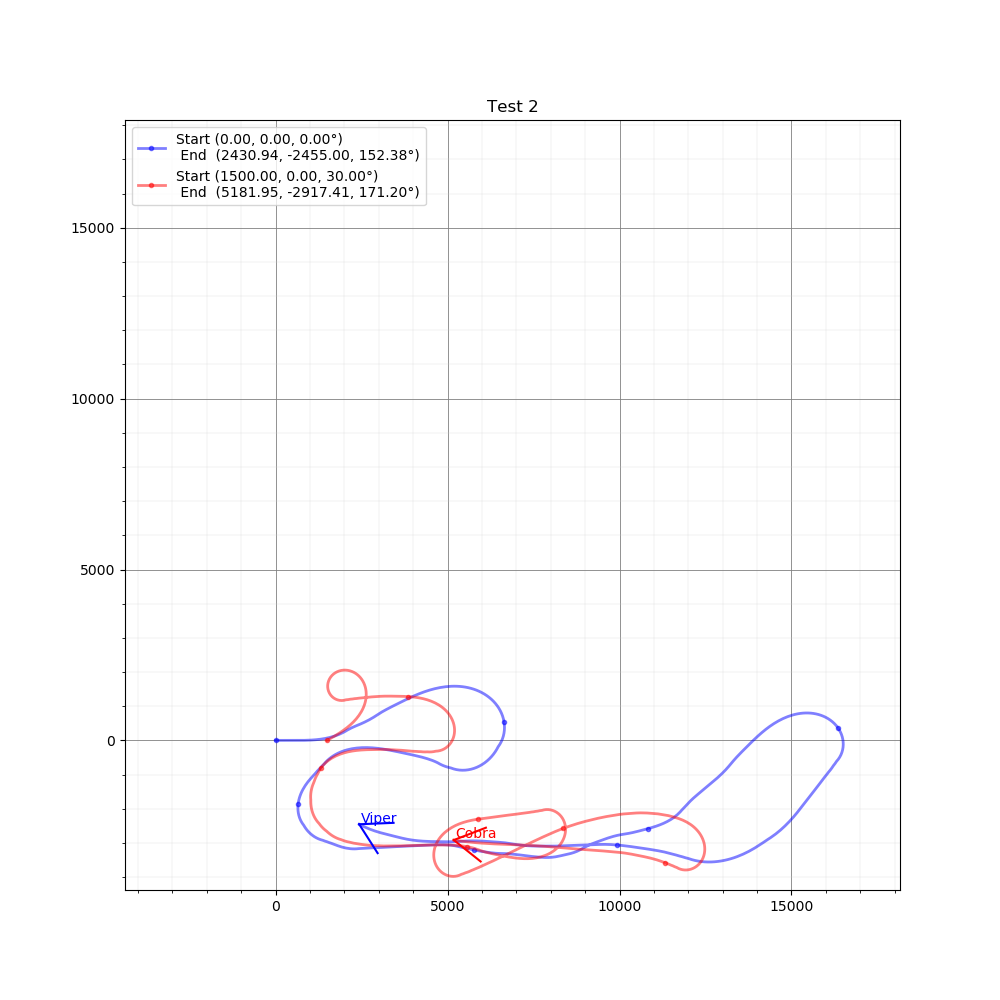 Test 2
Start (0.00, 0.00, 0.00°)
End  (2430.94, -2455.00, 152.38°)
Start (1500.00, 0.00, 30.00°)
End  (5181.95, -2917.41, 171.20°)
15000
10000
5000
0
Viper
Cobra
0 5000 10000 15000